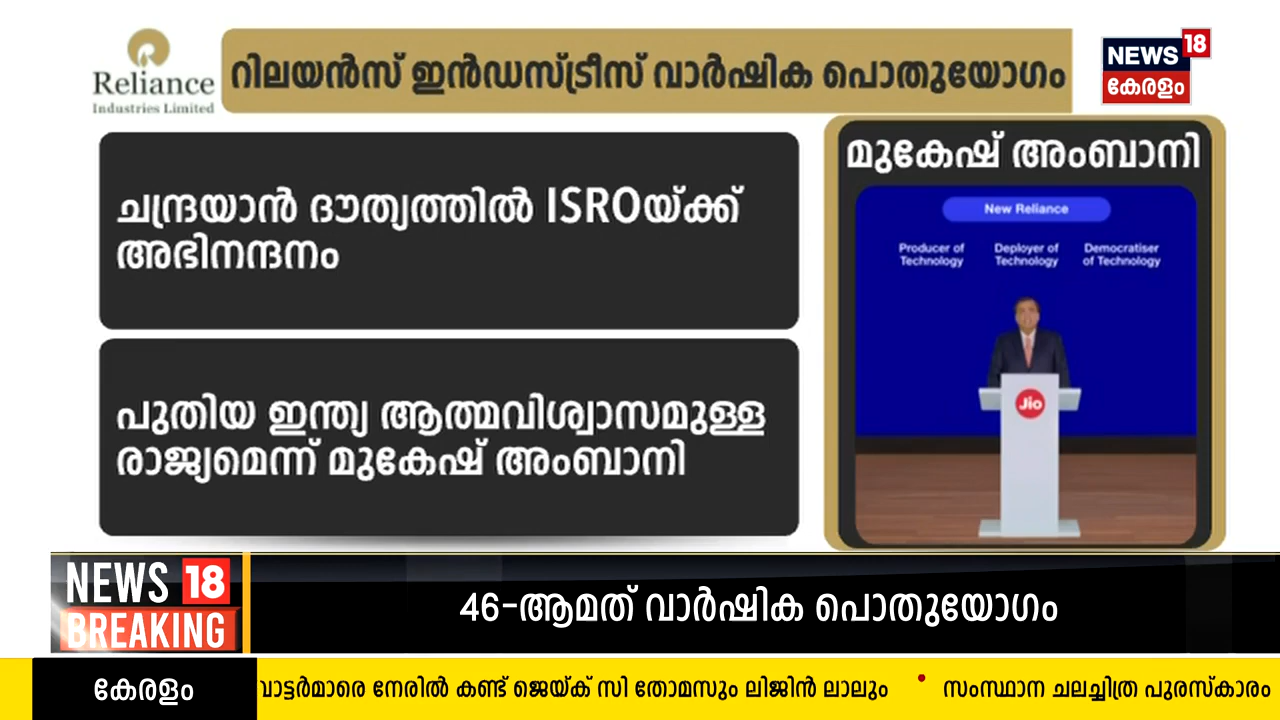 Reliance
Industries Limited
റിലയൻസ് ഇൻഡസ്ട്രീസ് വാർഷിക പൊതുയോഗം
NEWS 18
കേരളം
ചന്ദ്രയാൻ ദൗത്യത്തിൽ ISROയ്ക്ക്
അഭിനന്ദനം
പുതിയ ഇന്ത്യ ആത്മവിശ്വാസമുള്ള
രാജ്യമെന്ന് മുകേഷ് അംബാനി
മുകേഷ് അംബാനി
New Reliance
Producer of
Technology
Deployer of
Technology
Democratiser
of Technology
Jio
NEWS 18
BREAKING
46-ആമത് വാർഷിക പൊതുയോഗം
കേരളം
വോട്ടർമാരെ നേരിൽ കണ്ട് ജെയ്ക് സി തോമസും ലിജിൻ ലാലും • സംസ്ഥാന ചലച്ചിത്ര പുരസ്കാരം